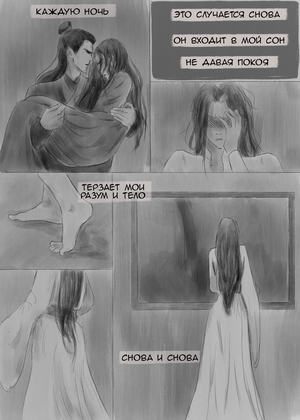 КАЖДУЮ НОЧЬ
ЭТО СЛУЧАЕТСЯ СНОВА
ОН ВХОДИТ В МОЙ СОН
НЕ ДАВАЯ ПОКОЯ
ТЕРЗАЕТ МОИ
РАЗУМ И ТЕЛО
СНОВА И СНОВА